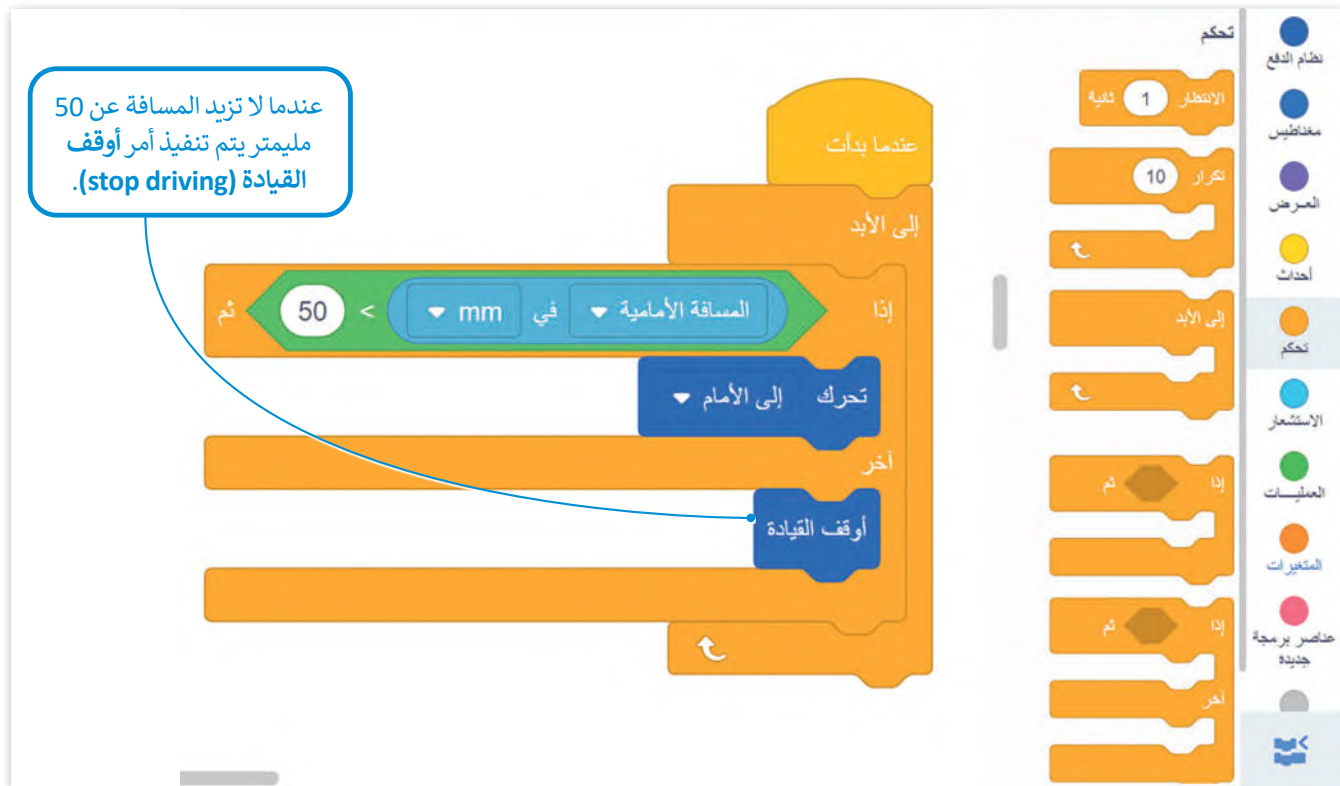 عندما لا تزيد المسافة عن 50
مليمتر يتم تنفيذ أمر أوقف
القيادة (stop driving).
عندما بدأت
إلى الأبد
إذا المسافة الأمامية في mm < 50 ثم
تحرك إلى الأمام
آخر
أوقف القيادة
تحكم
الانتظار 1 ثانية
تكرار 10
إلى الأبد
إذا ثم
إذا ثم
آخر
نظام الدفع
مغناطيس
العرض
أحداث
تحكم
الاستشعار
العمليات
المتغيرات
عناصر برمجة
جديدة